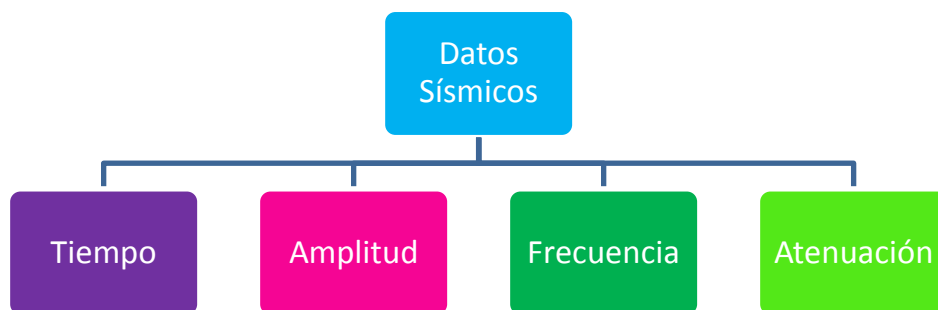 Datos
Sísmicos
Tiempo
Amplitud
Frecuencia
Atenuación